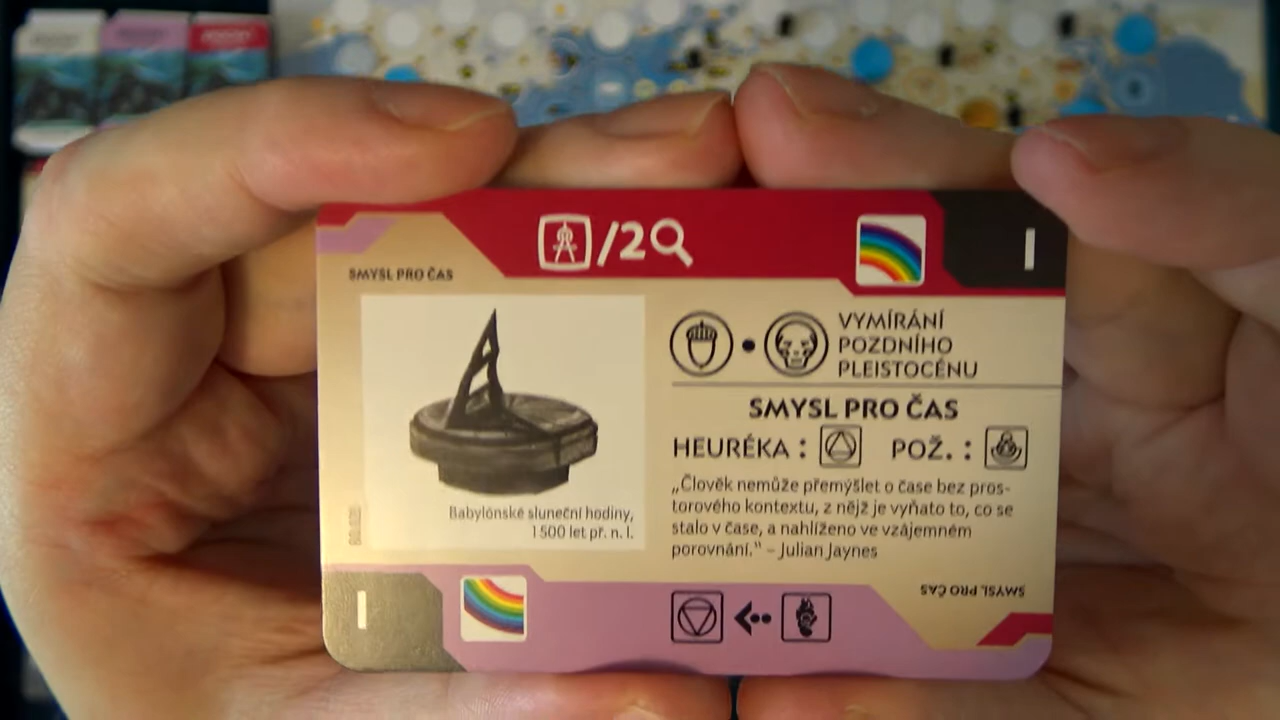 /2
I
SMYSL PRO ČAS
VYMÍRÁNÍ
POZDNÍHO
PLEISTOCÉNU
SMYSL PRO ČAS
HEURÉKA : POŽ. :
„Člověk nemůže přemýšlet o čase bez pros-
torového kontextu, z nějž je vyňato to, co se
stalo v čase, a nahlíženo ve vzájemném
porovnání.“ – Julian Jaynes
Babylónské sluneční hodiny,
1 500 let př. n. l.
SMYSL PRO ČAS
I